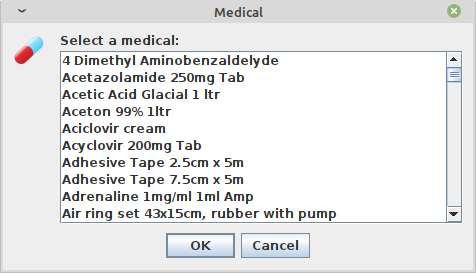 Medical
Select a medical:
4 Dimethyl Aminobenzaldelyde
Acetazolamide 250mg Tab
Acetic Acid Glacial 1 ltr
Aceton 99% 1ltr
Aciclovir cream
Acyclovir 200mg Tab
Adhesive Tape 2.5cm x 5m
Adhesive Tape 7.5cm x 5m
Adrenaline 1mg/ml 1ml Amp
Air ring set 43x15cm, rubber with pump
OK
Cancel